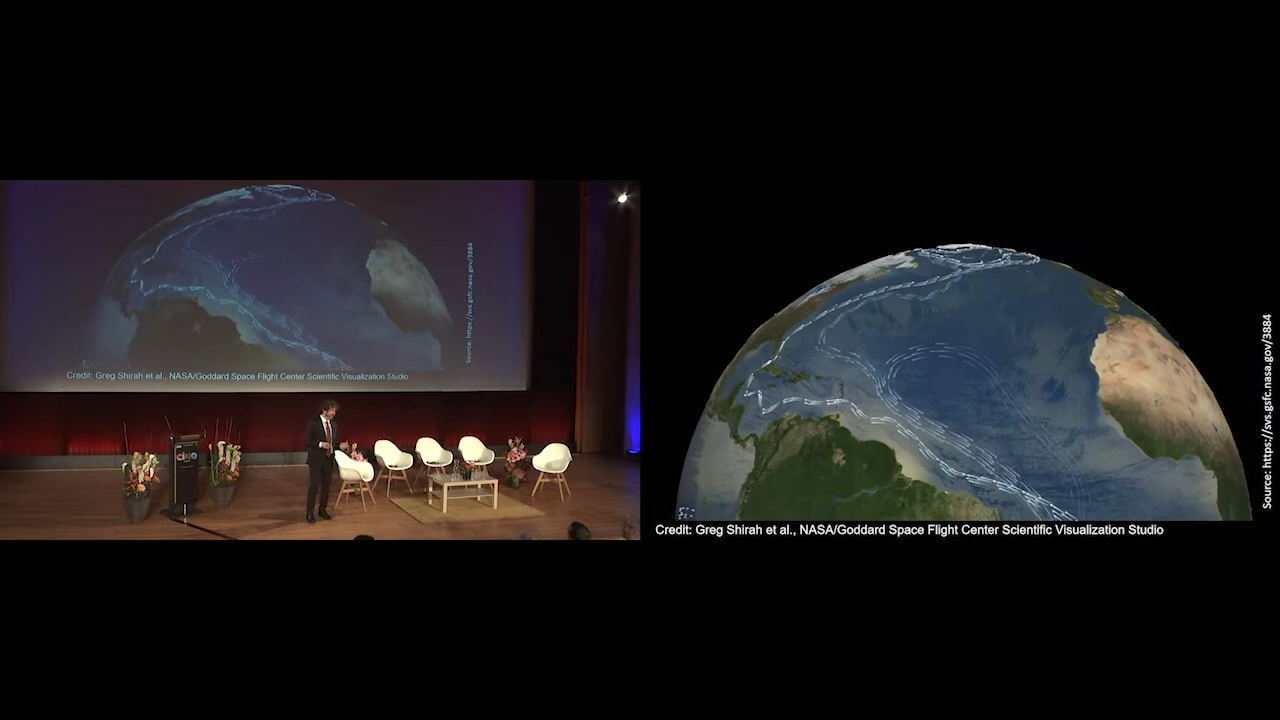 Source: https://svs.gsfc.nasa.gov/3884
Credit: Greg Shirah et al., NASA/Goddard Space Flight Center Scientific Visualization Studio
Source: https://svs.gsfc.nasa.gov/3884
Credit: Greg Shirah et al., NASA/Goddard Space Flight Center Scientific Visualization Studio